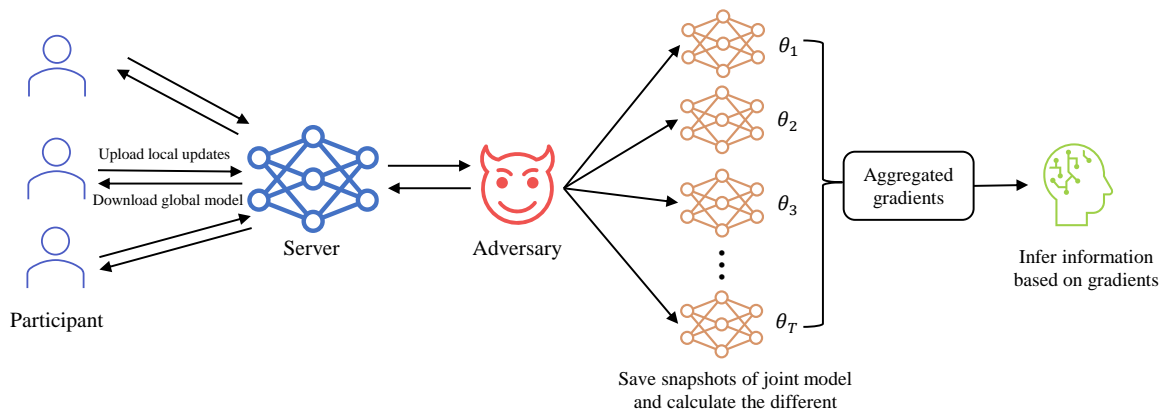 Participant
Upload local updates
Download global model
Server
Adversary
θ₁
θ₂
θ₃
θ_T
Save snapshots of joint model
and calculate the different
Aggregated
gradients
Infer information
based on gradients